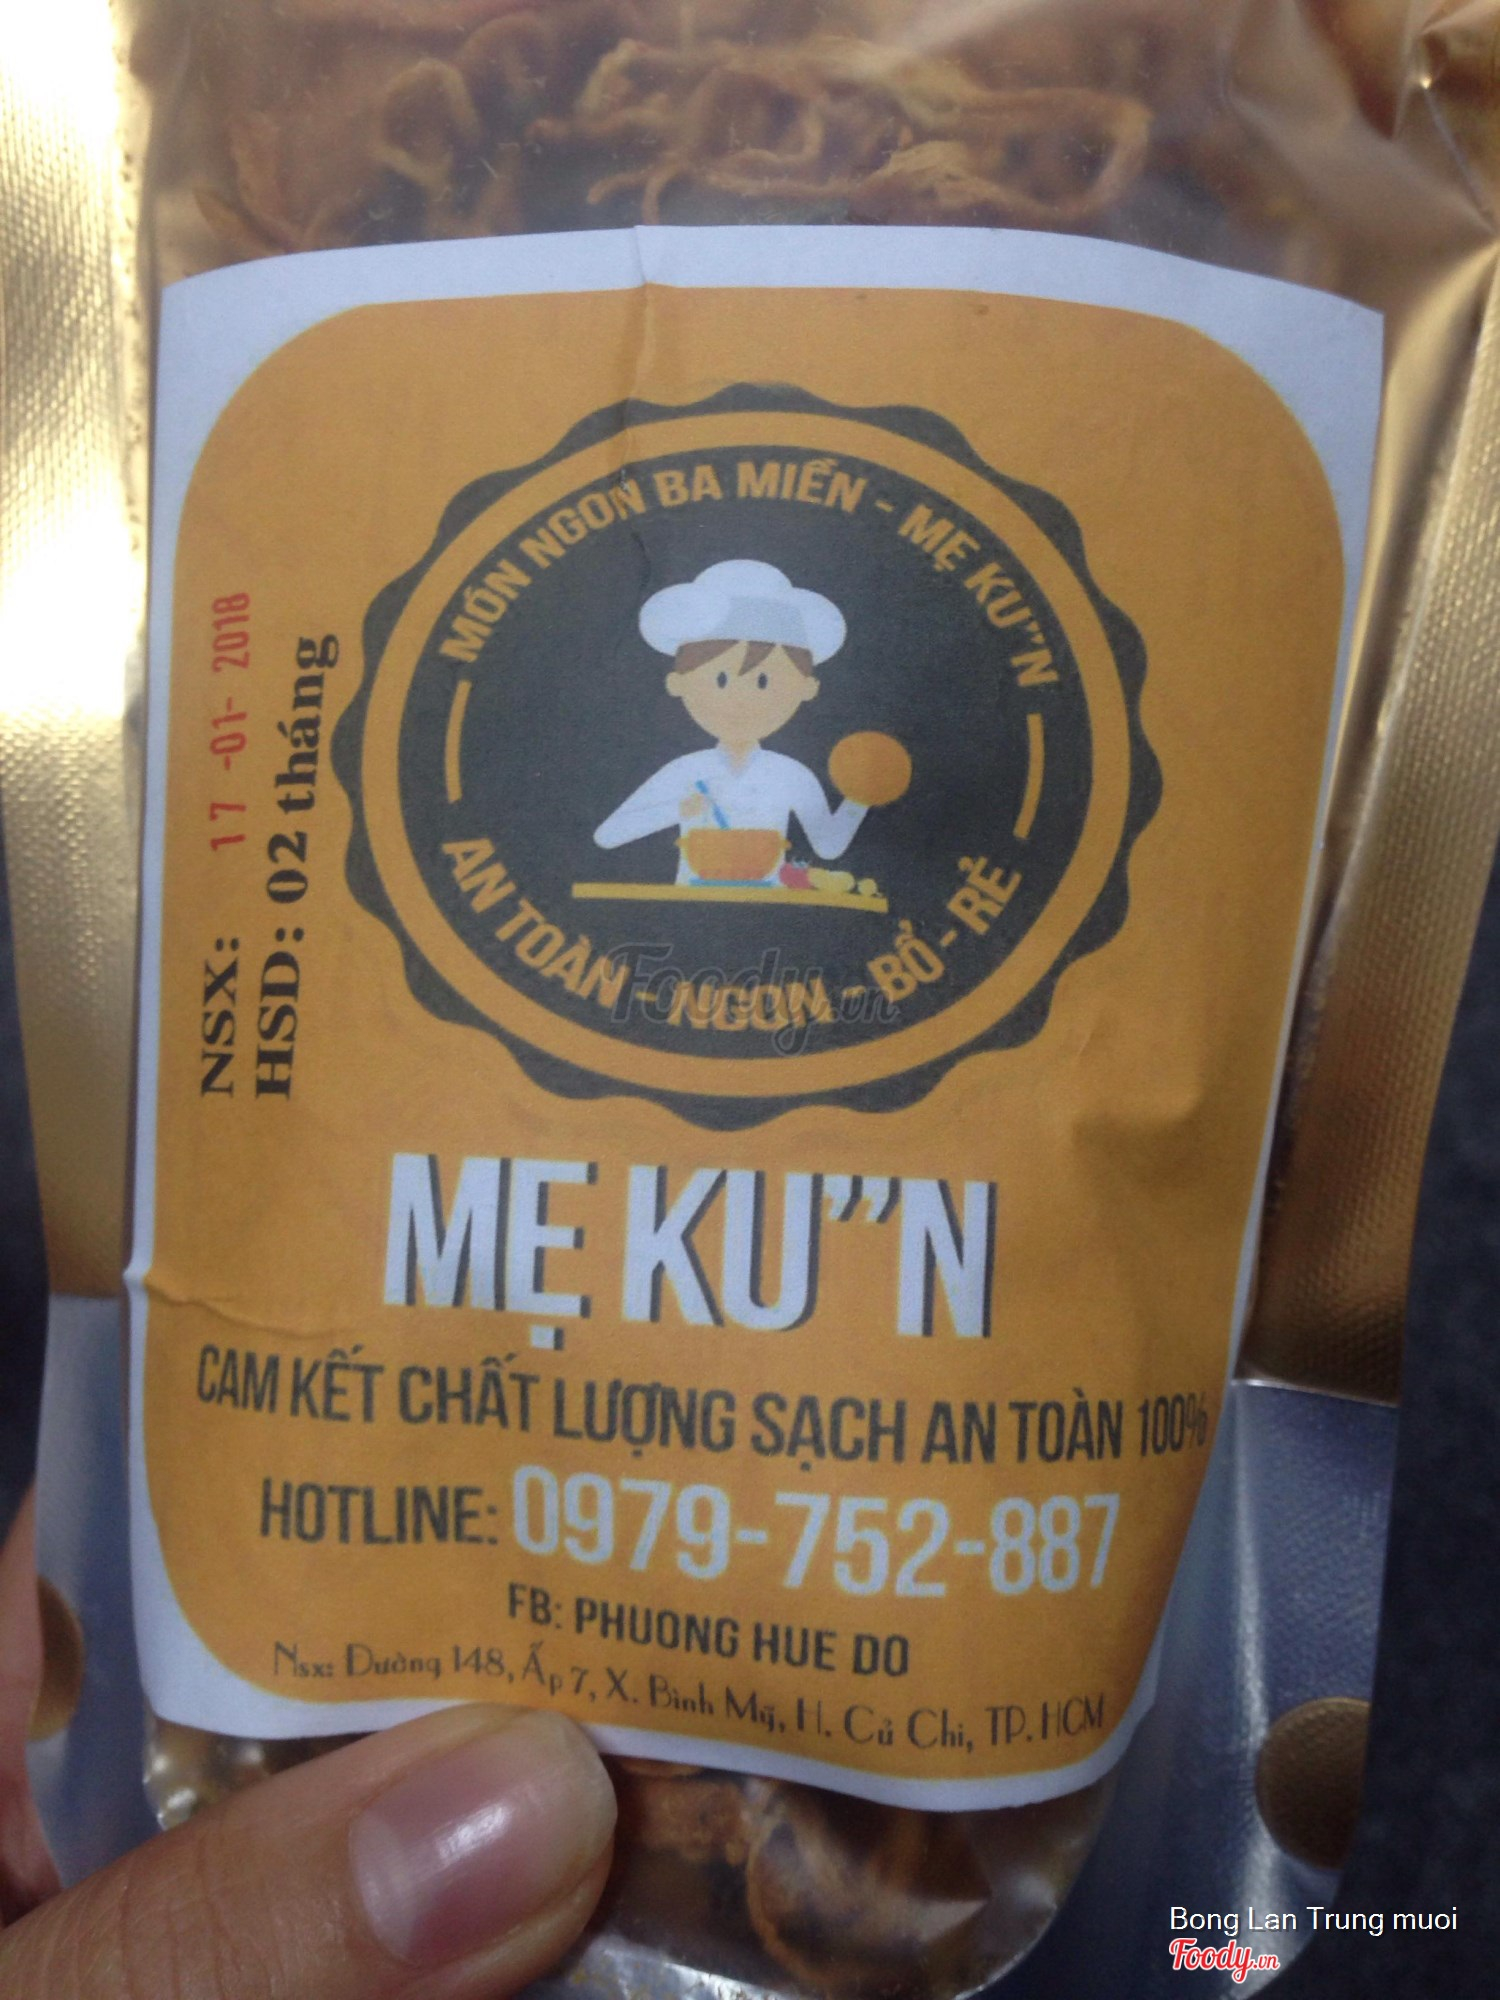 MÓN NGON BA MIỀN - MẸ KU"N
AN TOÀN - NGON - BỔ - RẺ
NSX: 17 -01- 2018
HSD: 02 tháng
Foody.vn
MẸ KU"N
CAM KẾT CHẤT LƯỢNG SẠCH AN TOÀN 100%
HOTLINE: 0979-752-887
FB: PHUONG HUE DO
Nsx: Đường 148, Ấp 7, X. Bình Mỹ, H. Củ Chi, TP. HCM
Bong Lan Trung muoi
Foody.vn